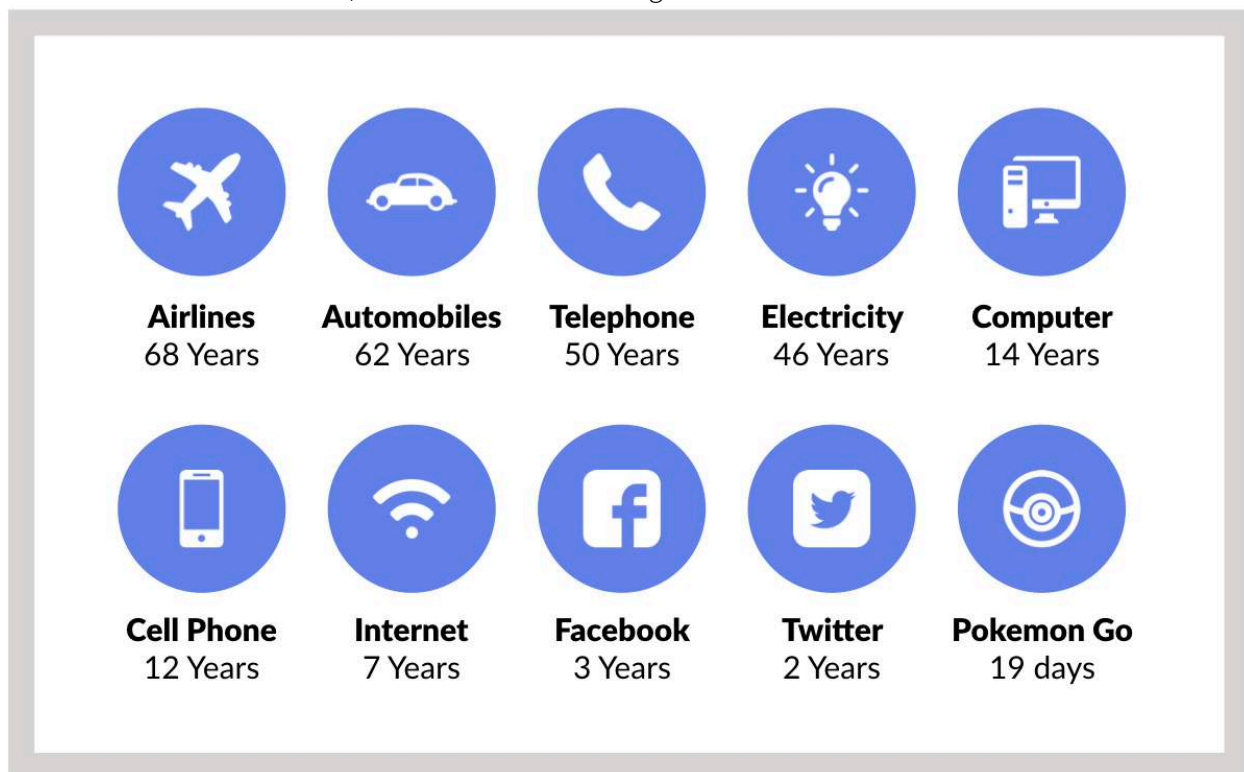 Airlines
68 Years
Automobiles
62 Years
Telephone
50 Years
Electricity
46 Years
Computer
14 Years
Cell Phone
12 Years
Internet
7 Years
Facebook
3 Years
Twitter
2 Years
Pokemon Go
19 days